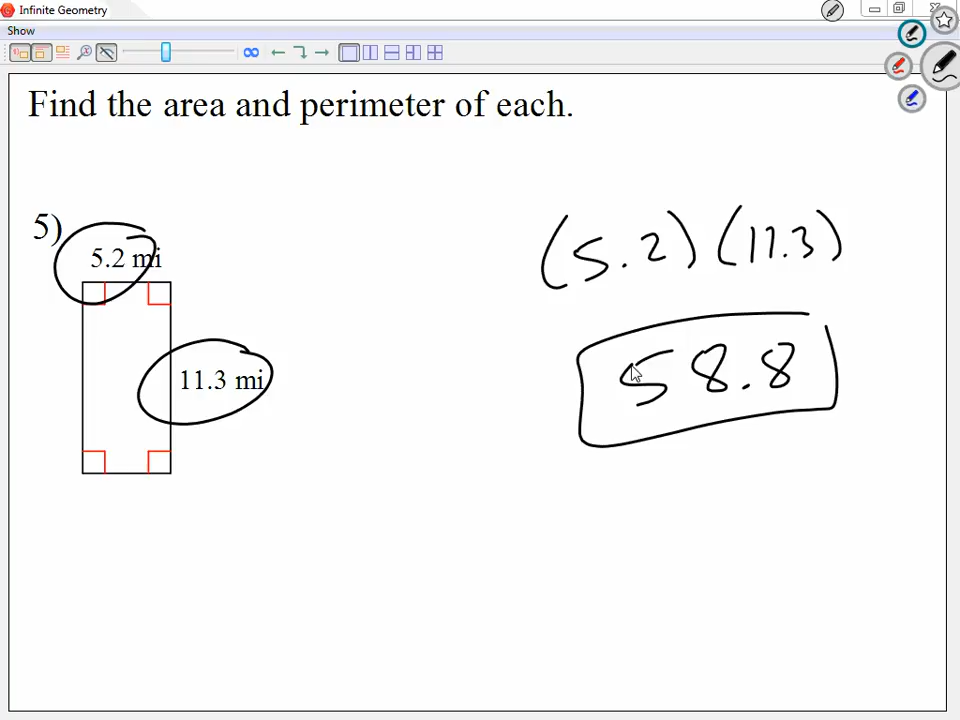 Infinite Geometry
Show
Find the area and perimeter of each.
5)
5.2 mi
11.3 mi
(5.2)(11.3)
58.8